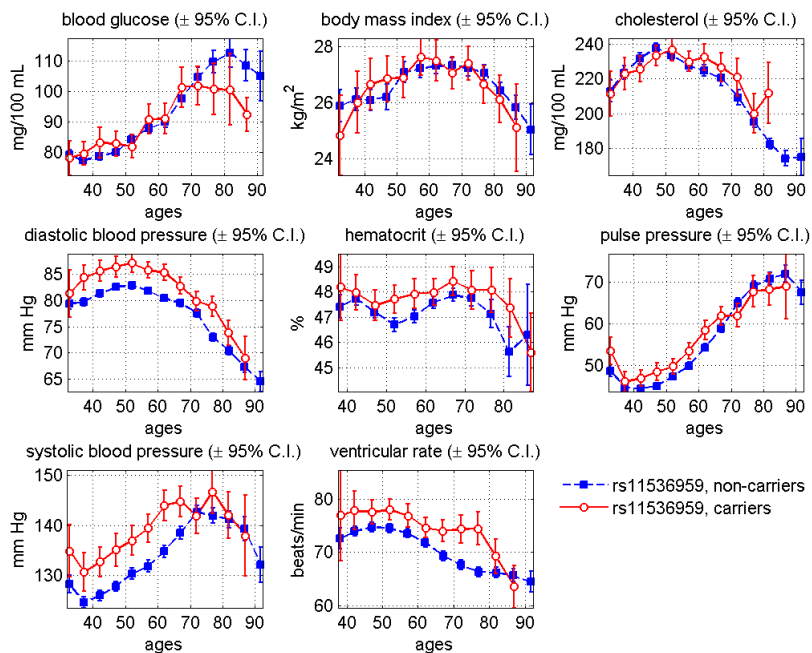 blood glucose (± 95% C.I.)
body mass index (± 95% C.I.)
cholesterol (± 95% C.I.)
mg/100 mL
110
100
90
80
40 50 60 70 80 90
ages
kg/m²
28
26
24
40 50 60 70 80 90
ages
mg/100 mL
240
220
200
180
40 50 60 70 80 90
ages
diastolic blood pressure (± 95% C.I.)
hematocrit (± 95% C.I.)
pulse pressure (± 95% C.I.)
mm Hg
85
80
75
70
65
40 50 60 70 80 90
ages
%
49
48
47
46
45
40 50 60 70 80
ages
mm Hg
70
60
50
40 50 60 70 80 90
ages
systolic blood pressure (± 95% C.I.)
ventricular rate (± 95% C.I.)
mm Hg
150
140
130
40 50 60 70 80 90
ages
beats/min
80
70
60
40 50 60 70 80 90
ages
rs11536959, non-carriers
rs11536959, carriers